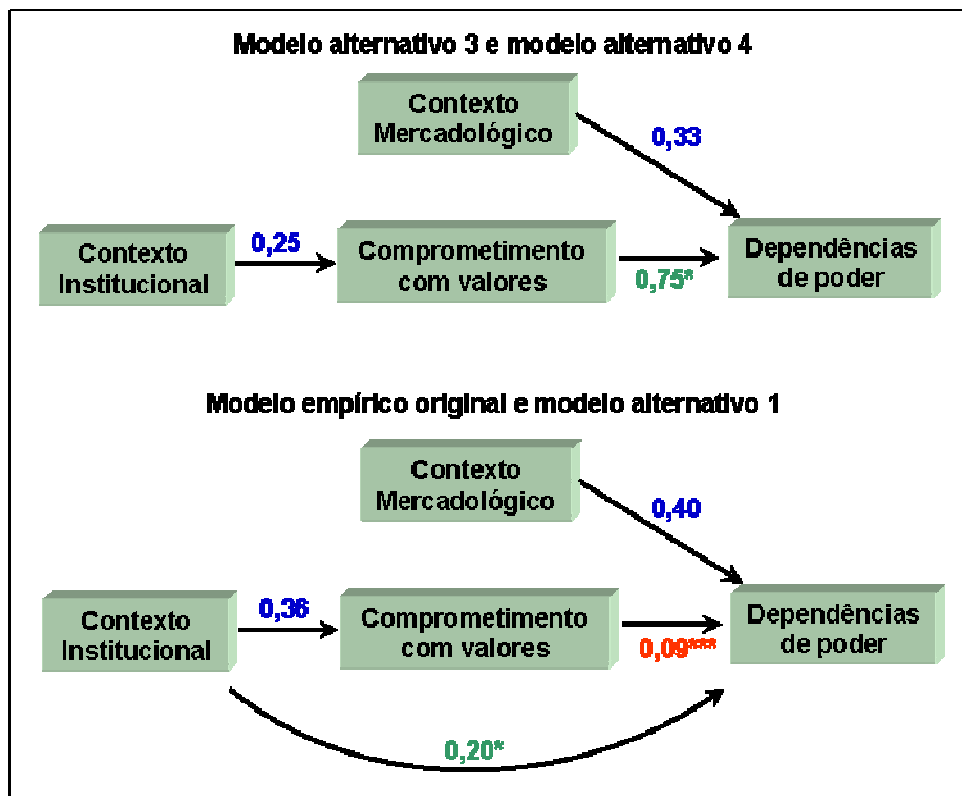 Modelo alternativo 3 e modelo alternativo 4
Contexto
Mercadológico
0,33
Contexto
Institucional
0,25
Comprometimento
com valores
0,75*
Dependências
de poder
Modelo empírico original e modelo alternativo 1
Contexto
Mercadológico
0,40
Contexto
Institucional
0,36
Comprometimento
com valores
0,09***
Dependências
de poder
0,20*